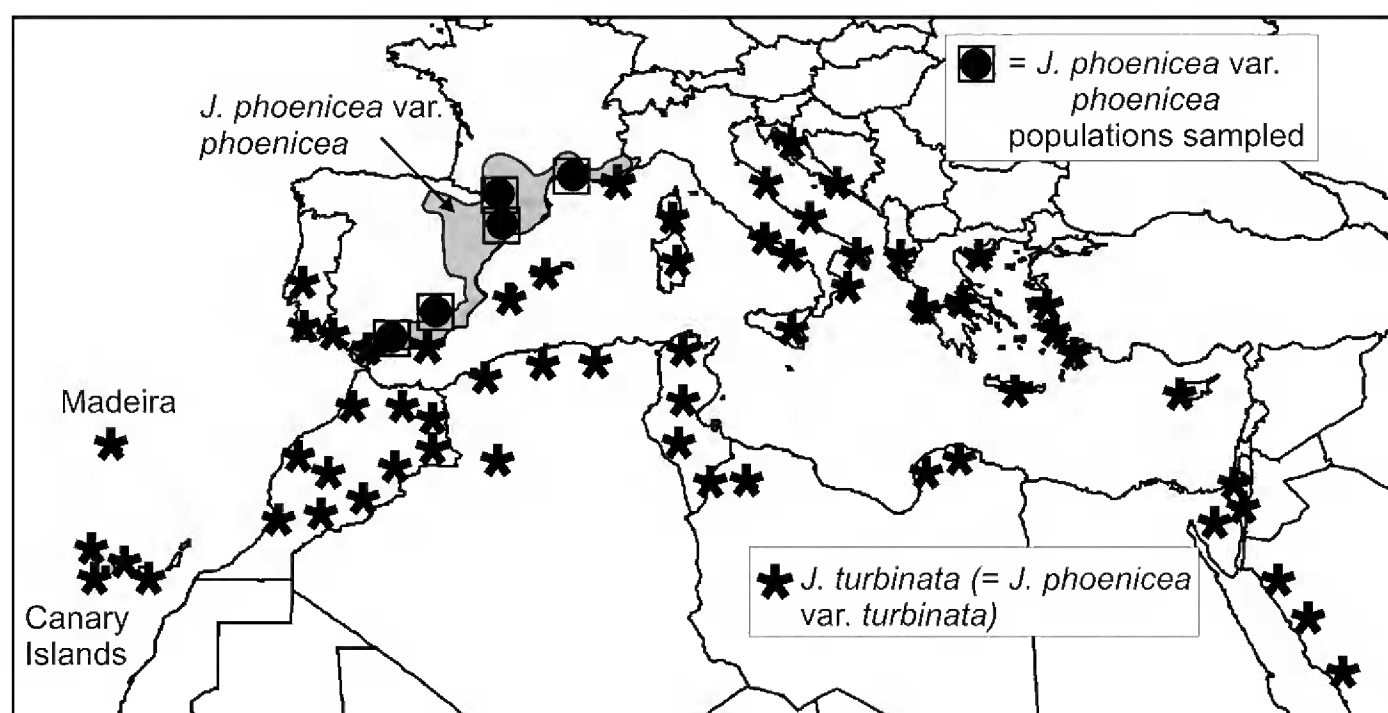 J. phoenicea var.
phoenicea
= J. phoenicea var.
phoenicea
populations sampled
Madeira
Canary
Islands
J. turbinata (= J. phoenicea
var. turbinata)